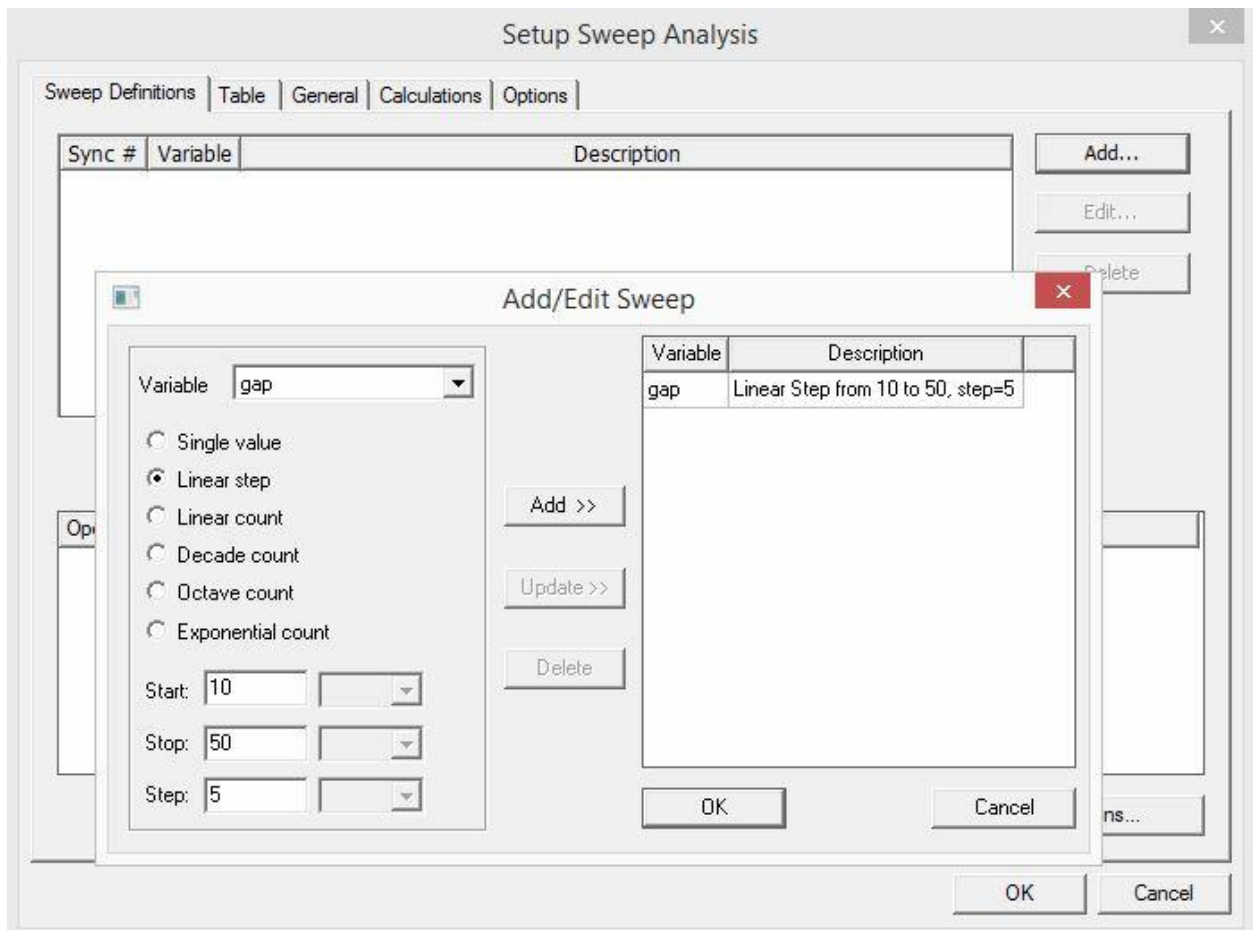 Setup Sweep Analysis
Sweep Definitions Table General Calculations Options
Sync # Variable Description
Add...
Edit...
Delete
Add/Edit Sweep
Variable gap
Single value
Linear step
Linear count
Decade count
Octave count
Exponential count
Start: 10
Stop: 50
Step: 5
Add >>
Update >>
Delete
Variable Description
gap Linear Step from 10 to 50, step=5
OK Cancel
OK Cancel